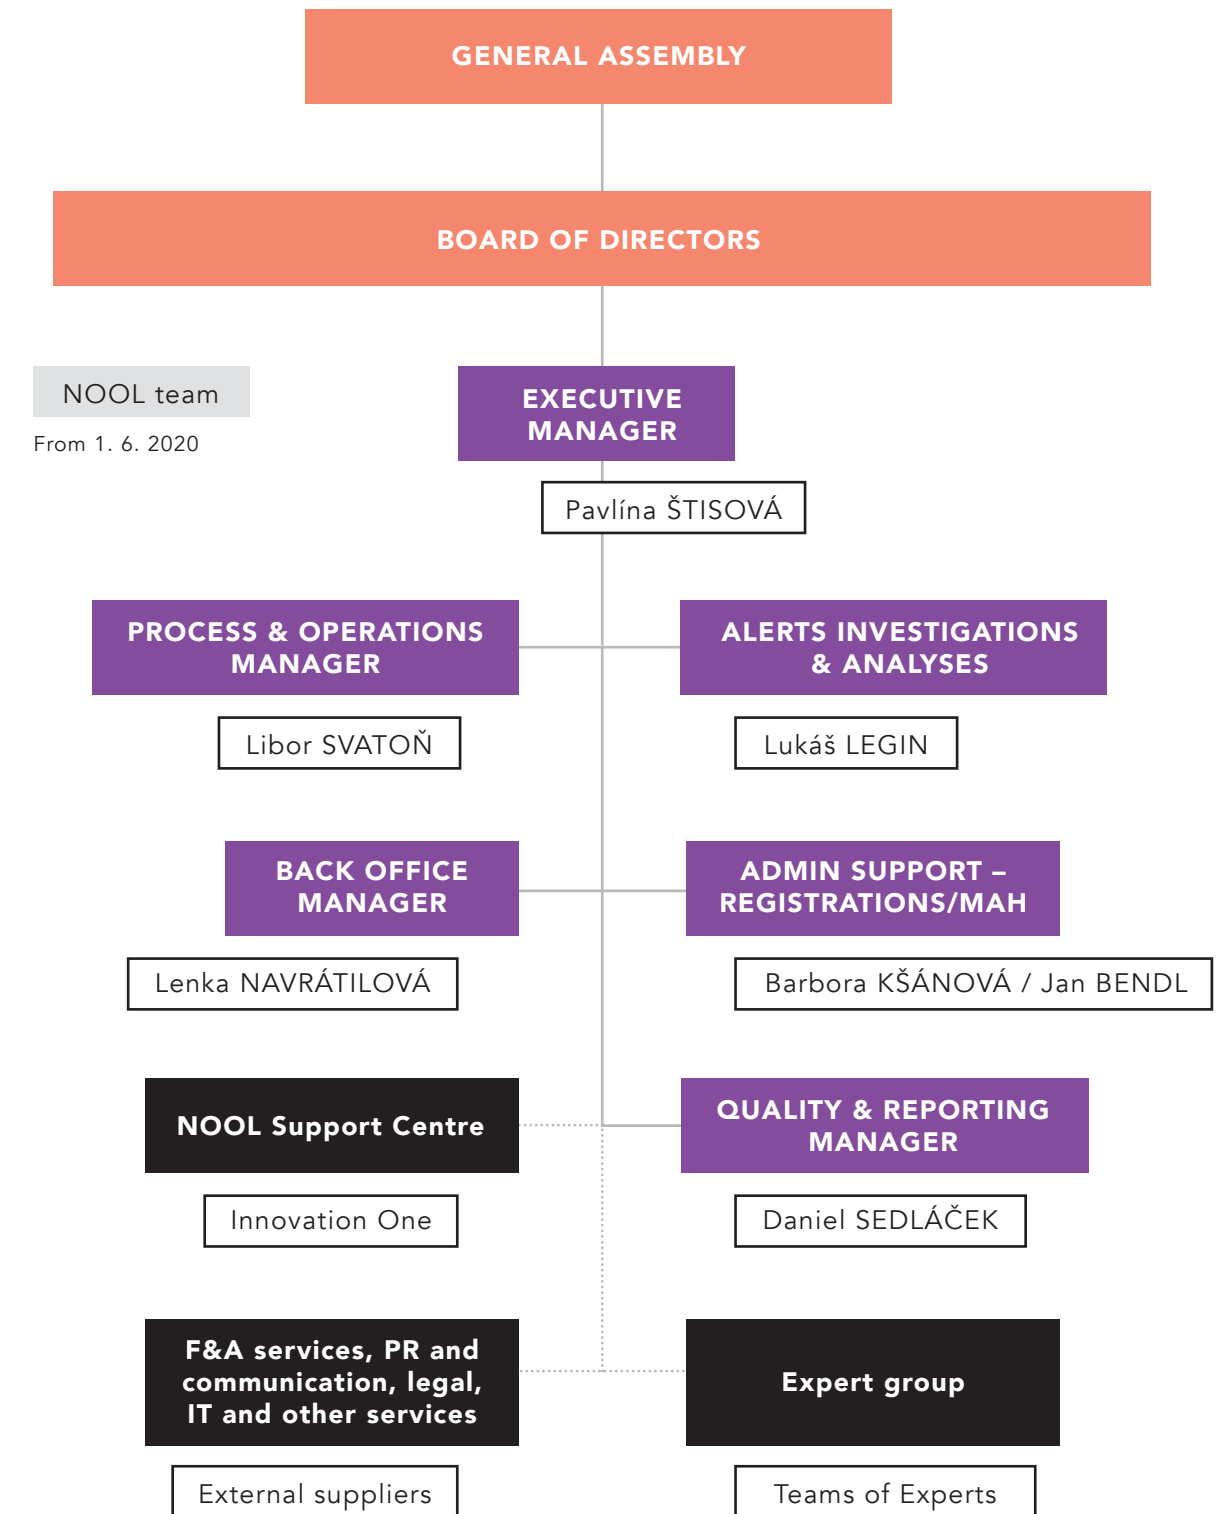 GENERAL ASSEMBLY
BOARD OF DIRECTORS
NOOL team
From 1. 6. 2020
EXECUTIVE
MANAGER
Pavlína ŠTISOVÁ
PROCESS & OPERATIONS
MANAGER
Libor SVATOŇ
ALERTS INVESTIGATIONS
& ANALYSES
Lukáš LEGIN
BACK OFFICE
MANAGER
Lenka NAVRÁTILOVÁ
ADMIN SUPPORT –
REGISTRATIONS/MAH
Barbora KŠÁNOVÁ / Jan BENDL
NOOL Support Centre
Innovation One
QUALITY & REPORTING
MANAGER
Daniel SEDLÁČEK
F&A services, PR and
communication, legal,
IT and other services
External suppliers
Expert group
Teams of Experts